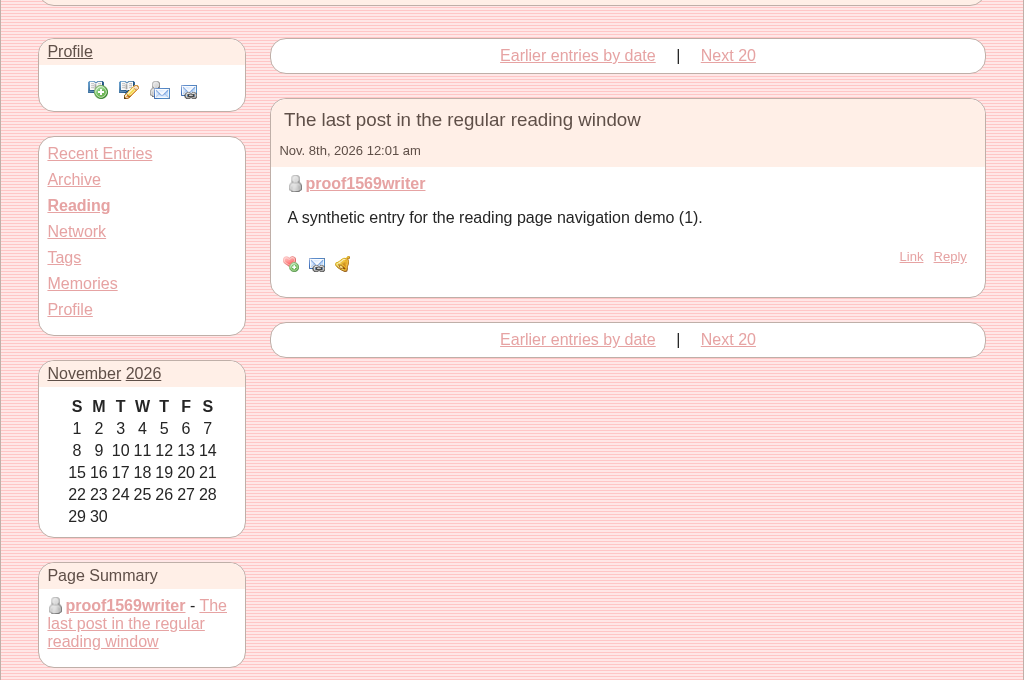 Profile
Recent Entries
Archive
Reading
Network
Tags
Memories
Profile
November 2026
S M T W T F S
1 2 3 4 5 6 7
8 9 10 11 12 13 14
15 16 17 18 19 20 21
22 23 24 25 26 27 28
29 30
Page Summary
proof1569writer - The
last post in the regular
reading window
Earlier entries by date | Next 20
The last post in the regular reading window
Nov. 8th, 2026 12:01 am
proof1569writer
A synthetic entry for the reading page navigation demo (1).
Link Reply
Earlier entries by date | Next 20